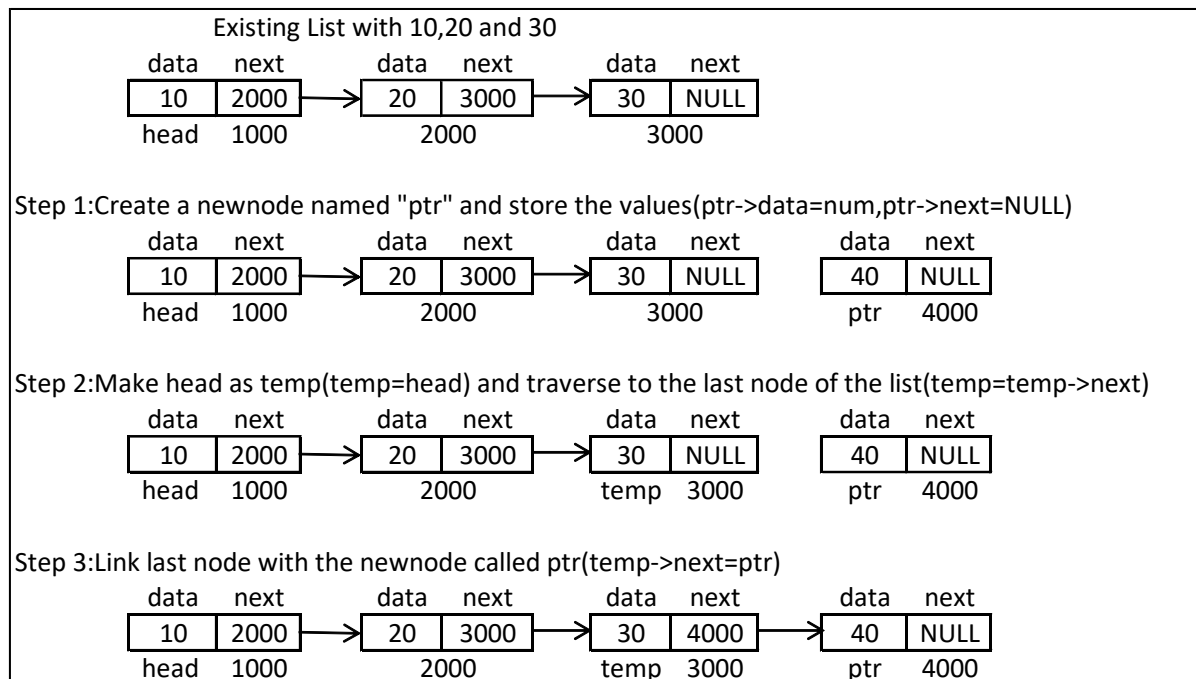 Existing List with 10,20 and 30
data next data next data next
10 2000 20 3000 30 NULL
head 1000 2000 3000
Step 1:Create a newnode named "ptr" and store the values(ptr->data=num,ptr->next=NULL)
data next data next data next data next
10 2000 20 3000 30 NULL 40 NULL
head 1000 2000 3000 ptr 4000
Step 2:Make head as temp(temp=head) and traverse to the last node of the list(temp=temp->next)
data next data next data next data next
10 2000 20 3000 30 NULL 40 NULL
head 1000 2000 temp 3000 ptr 4000
Step 3:Link last node with the newnode called ptr(temp->next=ptr)
data next data next data next data next
10 2000 20 3000 30 4000 40 NULL
head 1000 2000 temp 3000 ptr 4000